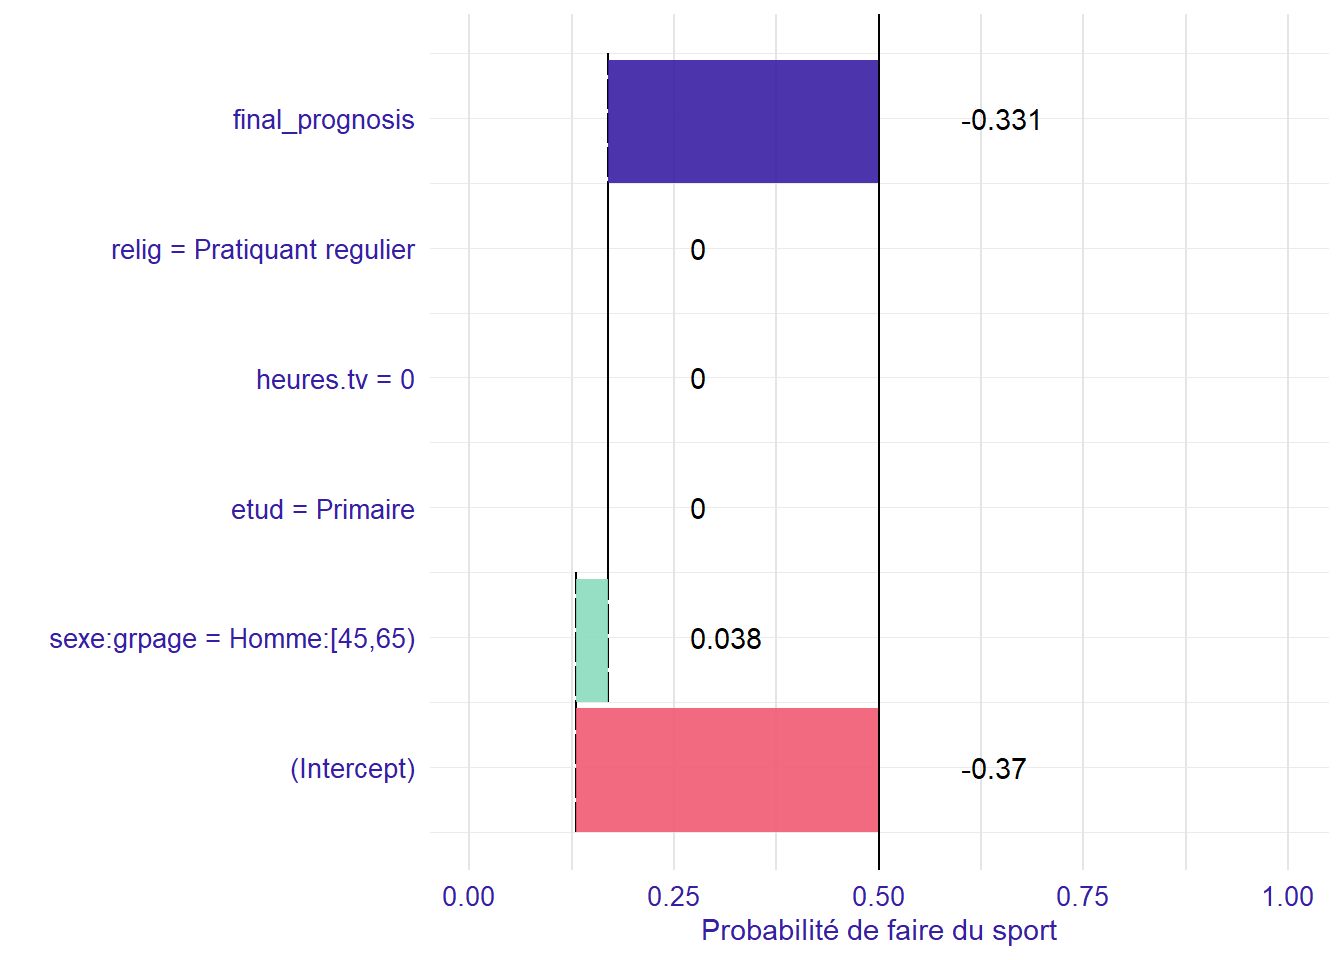 final_prognosis -0.331
relig = Pratiquant regulier 0
heures.tv = 0 0
etud = Primaire 0
sexe:grpage = Homme:[45,65) 0.038
(Intercept) -0.37
0.00 0.25 0.50 0.75 1.00
Probabilité de faire du sport